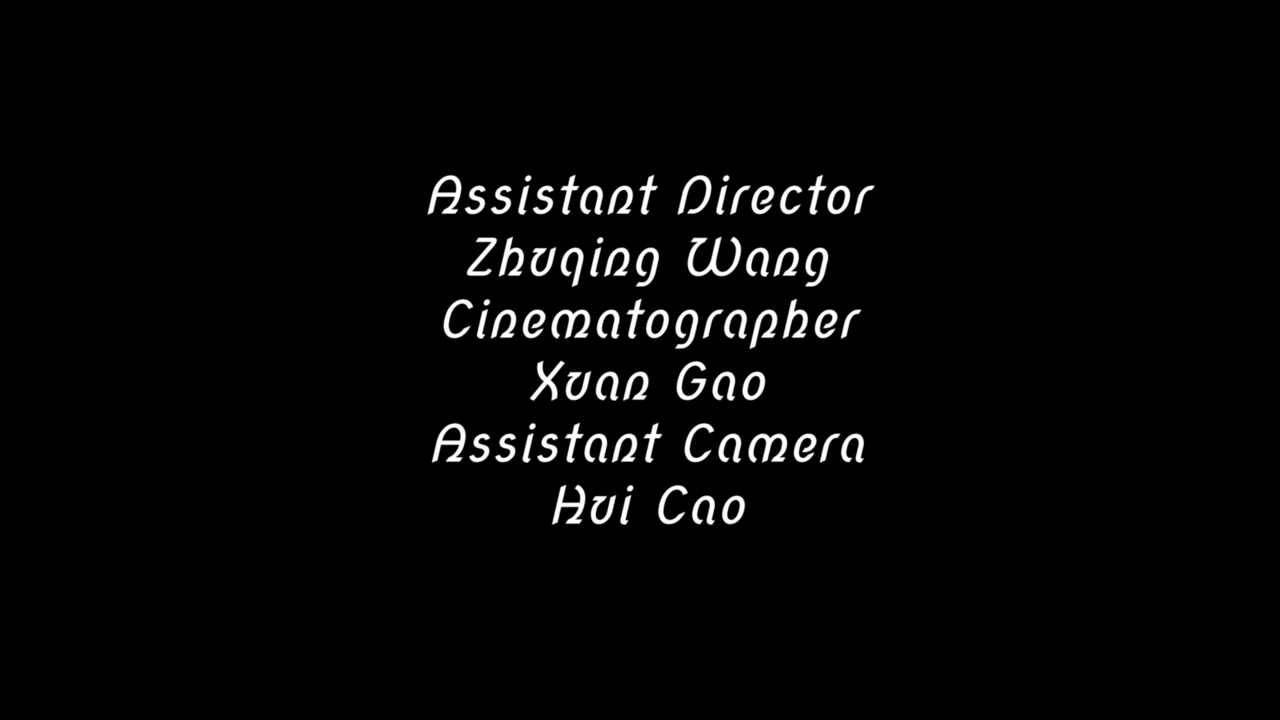 Assistant Director
Zhuqing Wang
Cinematographer
Xuan Gao
Assistant Camera
Hui Cao